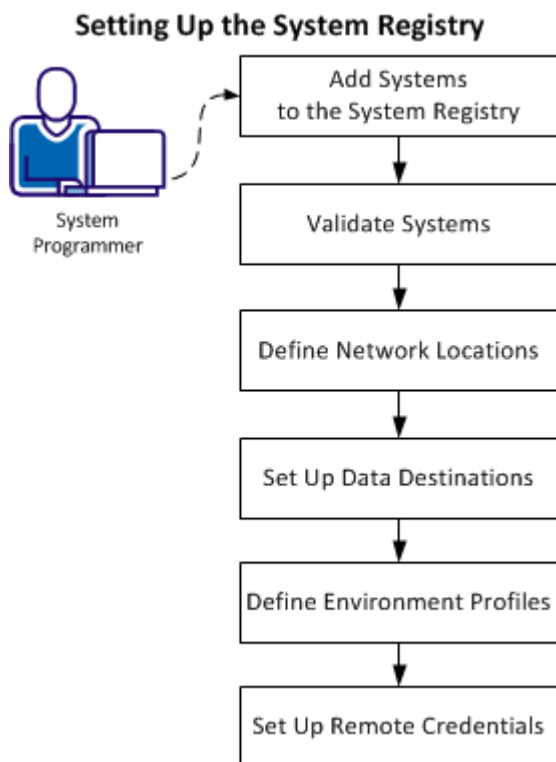 Setting Up the System Registry
Add Systems
to the System Registry
System
Programmer
Validate Systems
Define Network Locations
Set Up Data Destinations
Define Environment Profiles
Set Up Remote Credentials